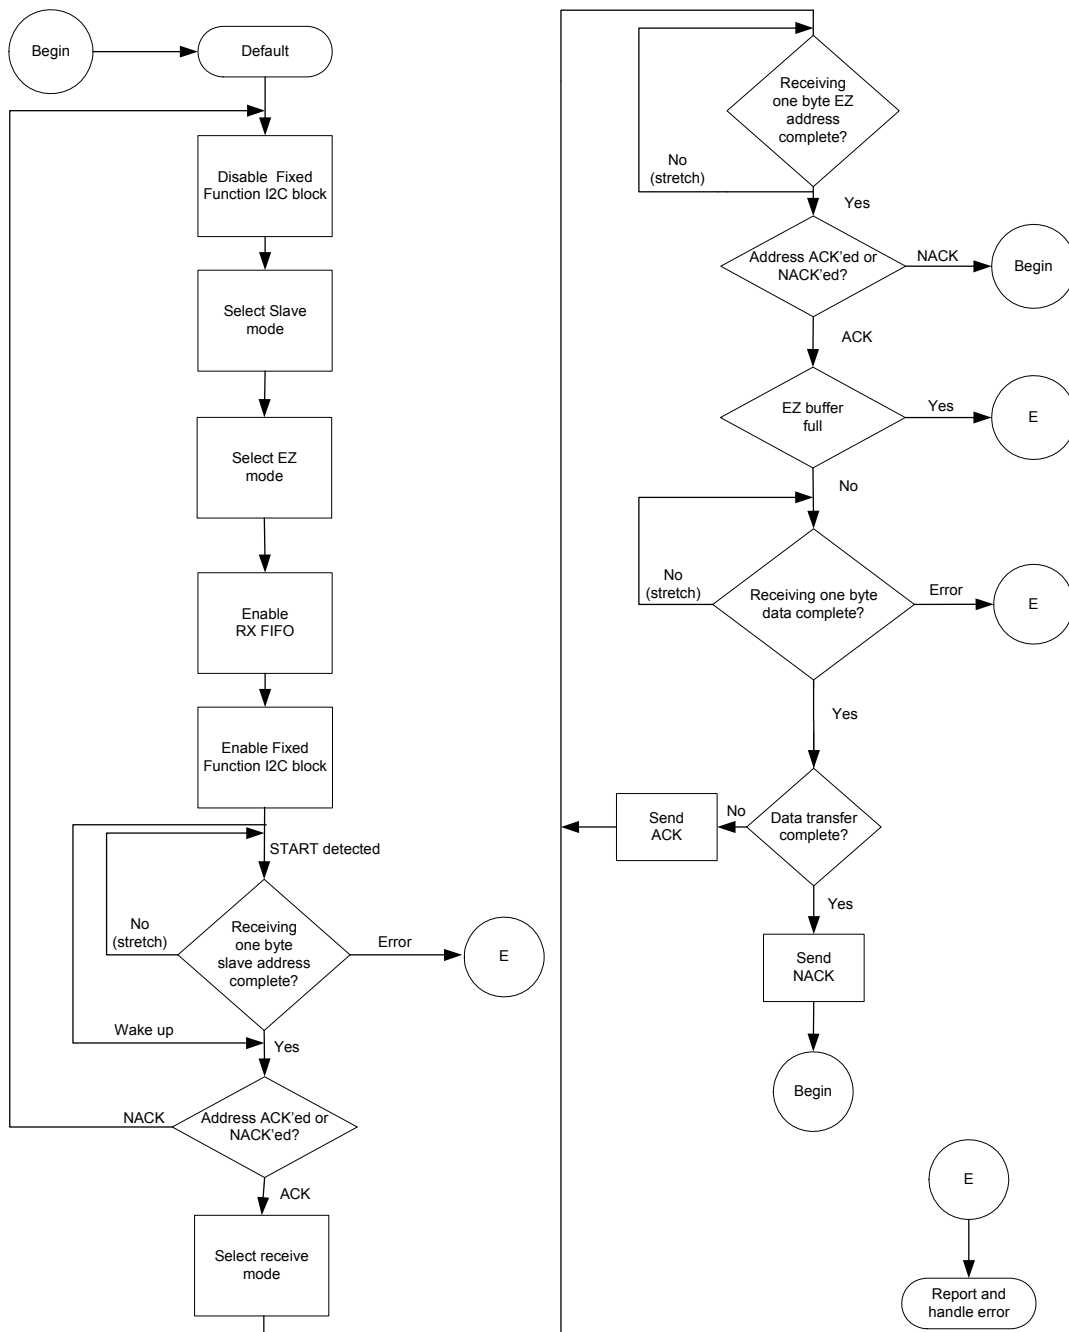 Begin
Default
Disable Fixed
Function I2C block
Select Slave
mode
Select EZ
mode
Enable
RX FIFO
Enable Fixed
Function I2C block
START detected
No
(stretch)
Receiving
one byte
slave address
complete?
Error
E
Wake up
Yes
NACK
Address ACK'ed or
NACK'ed?
ACK
Select receive
mode
Receiving
one byte EZ
address
complete?
No
(stretch)
Yes
Address ACK'ed or
NACK'ed?
NACK
Begin
ACK
EZ buffer
full
Yes
E
No
No
(stretch)
Receiving one byte
data complete?
Error
E
Yes
Send
ACK
No
Data transfer
complete?
Yes
Send
NACK
Begin
E
Report and
handle error